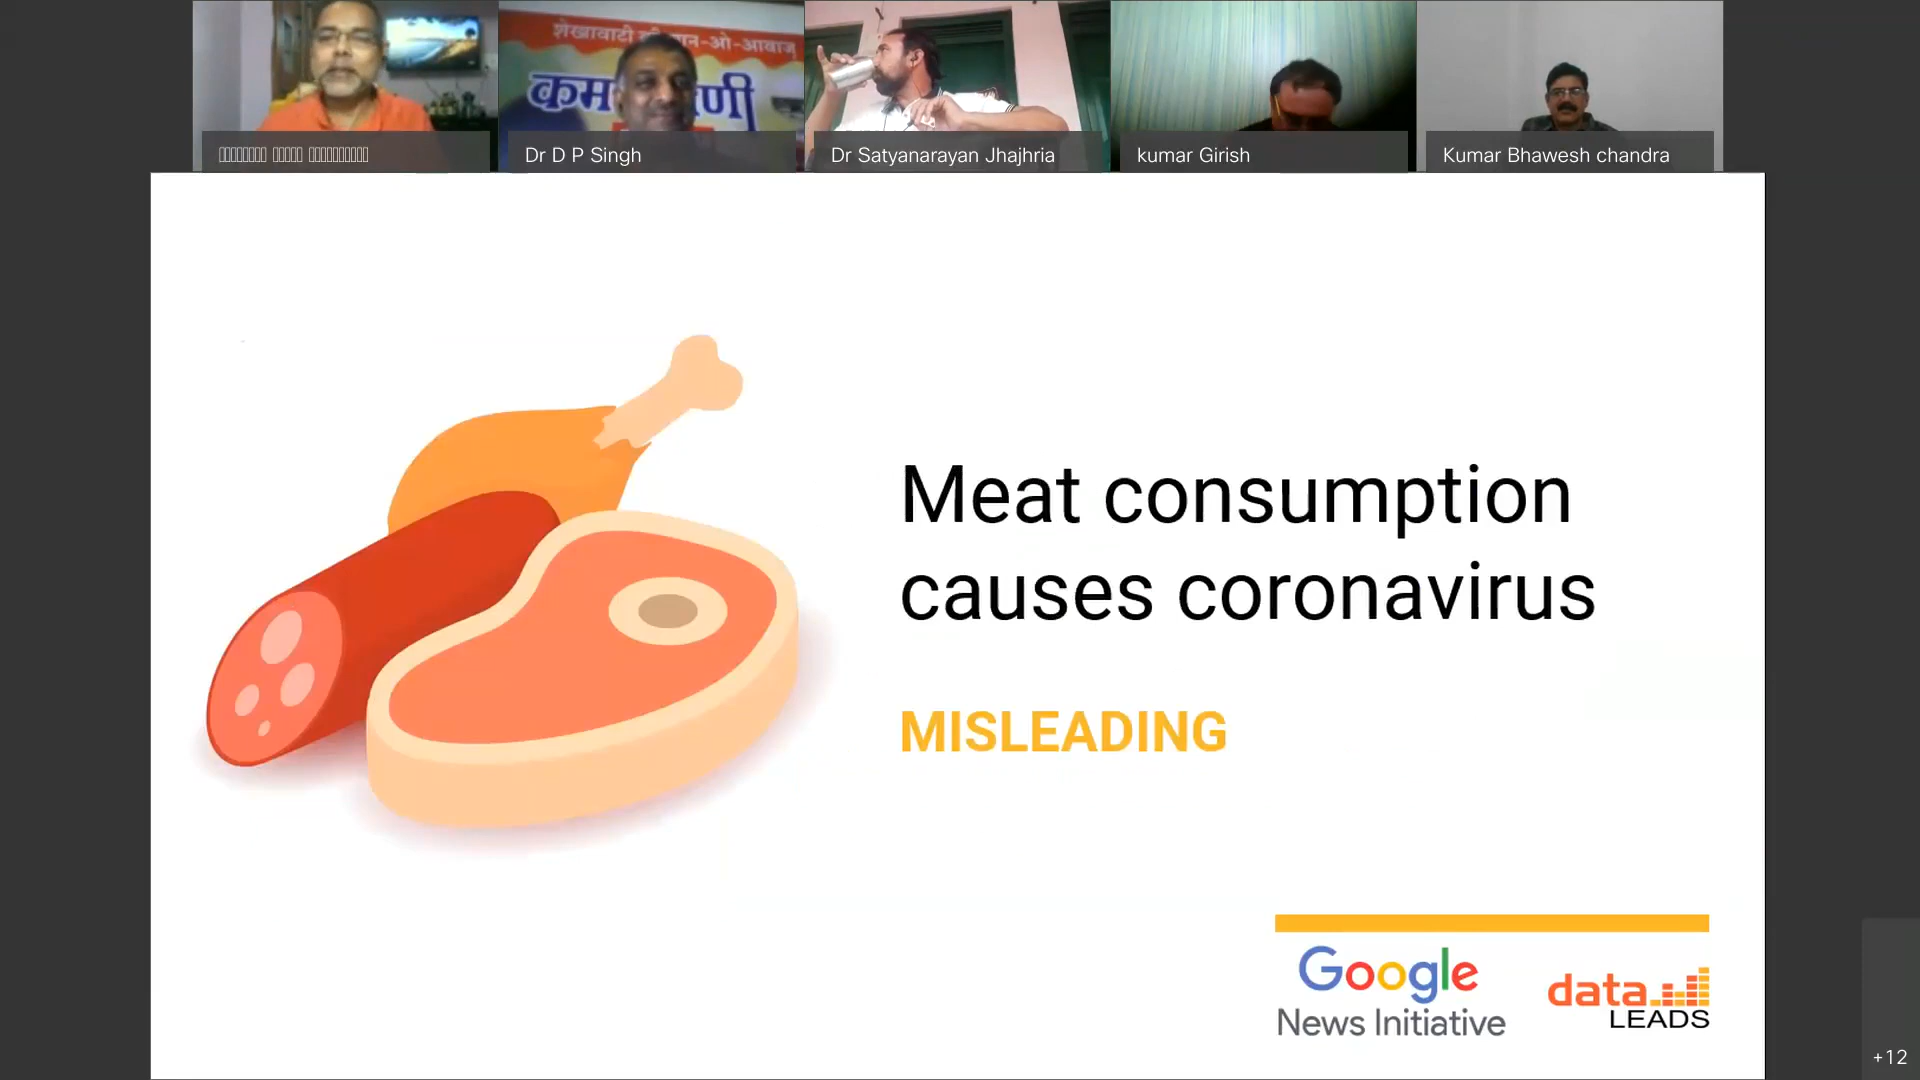 शेखावाटी
न-ओ-आवाज़
Dr D P Singh
Dr Satyanarayan Jhajhria
kumar Girish
Kumar Bhawesh chandra
Meat consumption
causes coronavirus
MISLEADING
Google
News Initiative
data
LEADS
+12